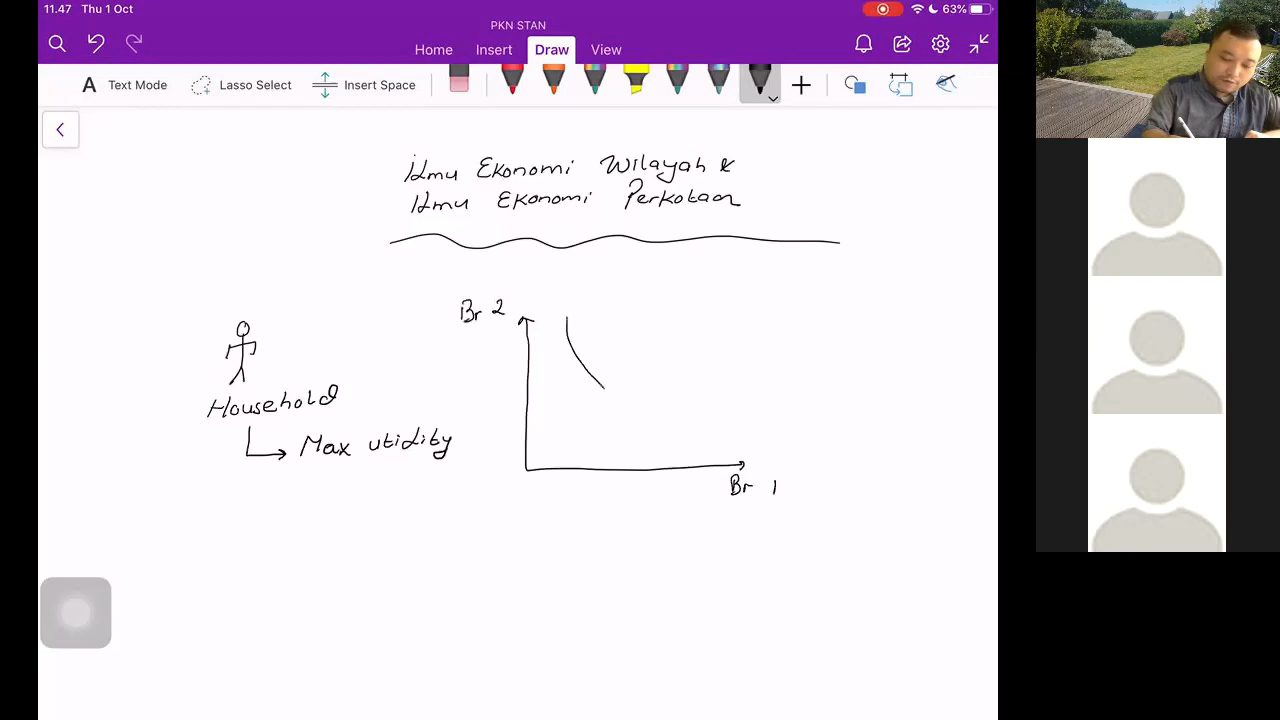 11.47 Thu 1 Oct
63%
PKN STAN
Home Insert Draw View
A Text Mode Lasso Select Insert Space
Ilmu Ekonomi Wilayah &
Ilmu Ekonomi Perkotaan
Br 2
Household
Max utility
Br 1